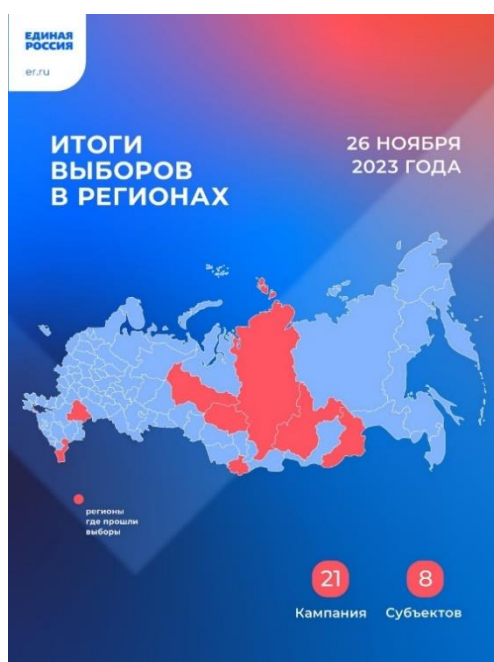 ЕДИНАЯ
РОССИЯ
er.ru
ИТОГИ
ВЫБОРОВ
В РЕГИОНАХ
26 НОЯБРЯ
2023 ГОДА
регионы
где прошли
выборы
21
Кампания
8
Субъектов